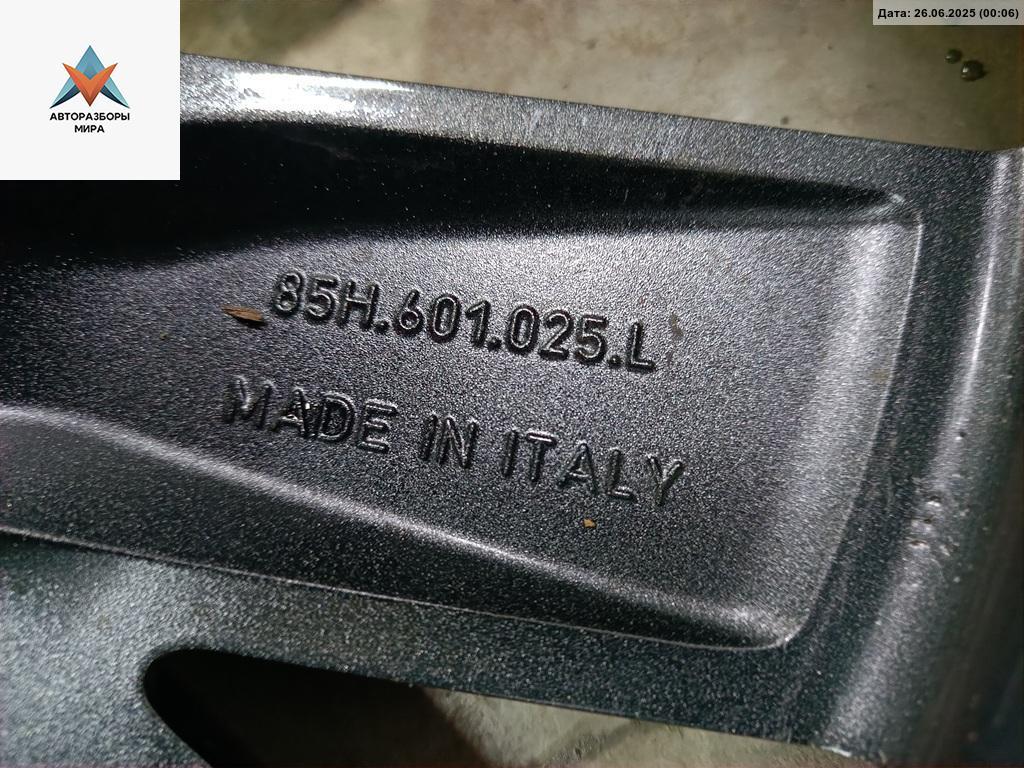 Дата: 26.06.2025 (00:06)
АВТОРАЗБОРЫ
МИРА
85H.601.025.L
MADE IN ITALY